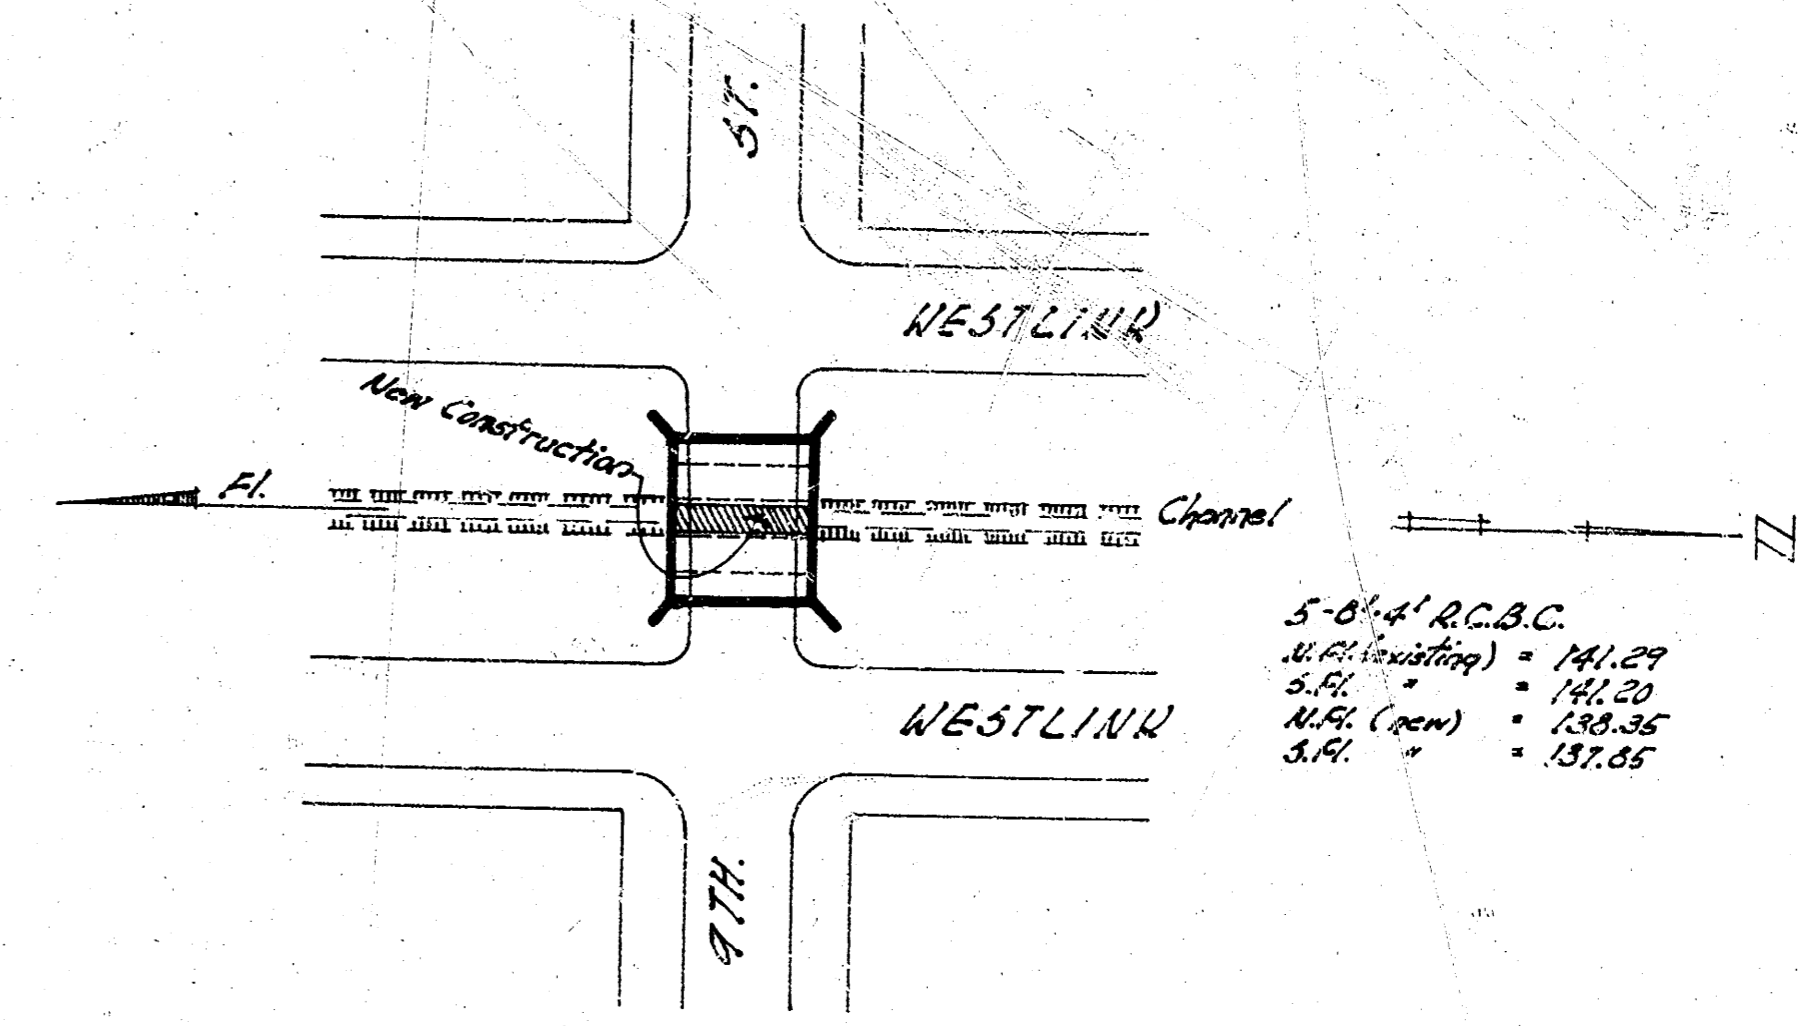 ST.
WESTLINK
New Construction
Fl.
Channel
N
5-8'-4' R.C.B.C.
N.Fl. (existing) = 141.29
S.Fl. " = 141.20
N.Fl. (new) = 138.35
S.Fl. " = 137.85
WESTLINK
9TH.